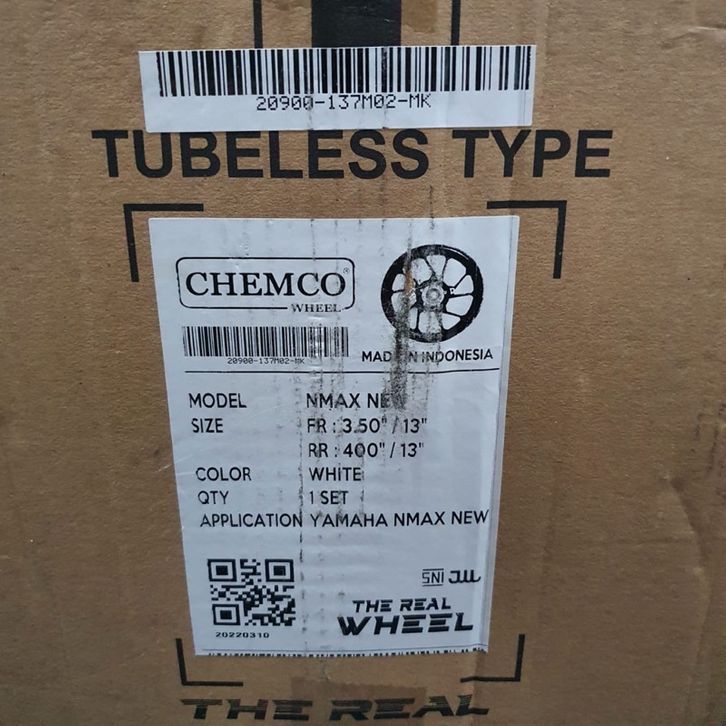 20900-137M02-MK
TUBELESS TYPE
CHEMCO®
WHEEL
20900-137M02-MK
MADE IN INDONESIA
MODEL NMAX NEW
SIZE FR : 3.50" / 13"
RR : 400" / 13"
COLOR WHITE
QTY 1 SET
APPLICATION YAMAHA NMAX NEW
SNI JWL
20220310
THE REAL
WHEEL
THE REAL